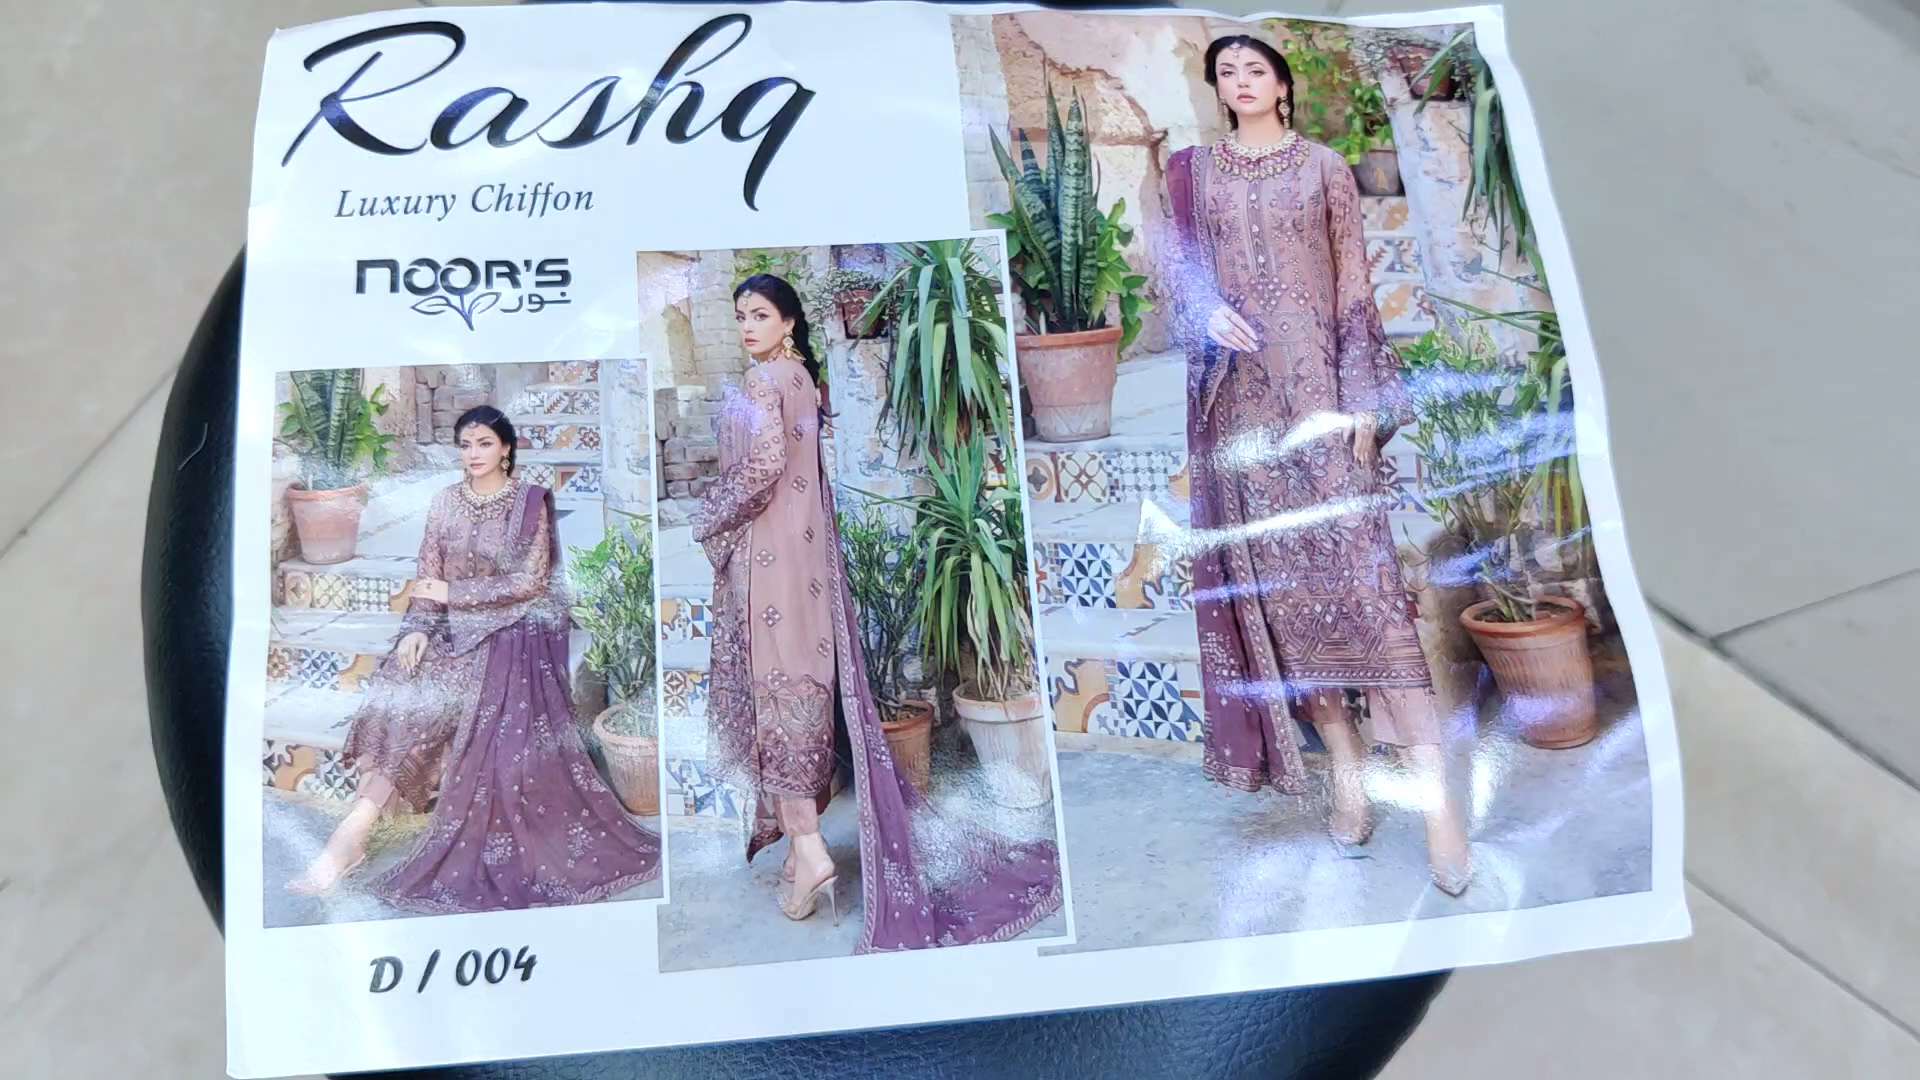 Rashq
Luxury Chiffon
NOOR'S
نور
D / 004